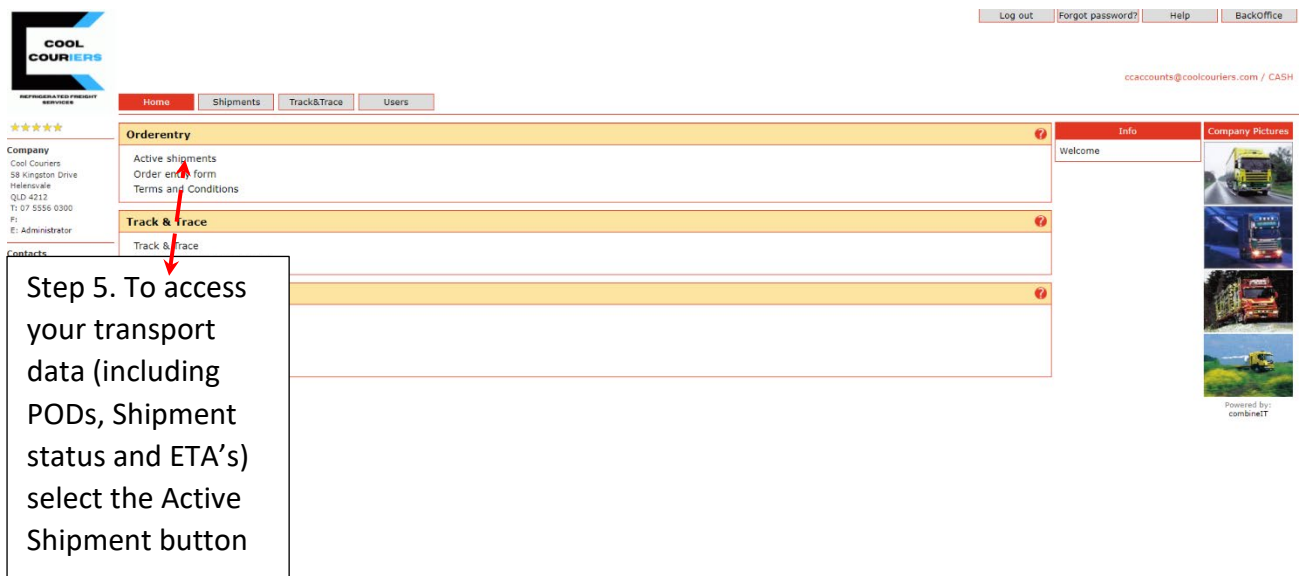 Log out Forgot password? Help BackOffice
COOL
COURIERS
REFRIGERATED FREIGHT
SERVICES
ccaccounts@coolcouriers.com / CASH
Home Shipments Track&Trace Users
Company
Cool Couriers
58 Kingston Drive
Helensvale
QLD 4212
T: 07 5556 0300
F:
E: Administrator
Contacts
Orderentry
Active shipments
Order entry form
Terms and Conditions
Track & Trace
Track & Trace
Info
Welcome
Company Pictures
Powered by:
combineIT
Step 5. To access
your transport
data (including
PODs, Shipment
status and ETA’s)
select the Active
Shipment button